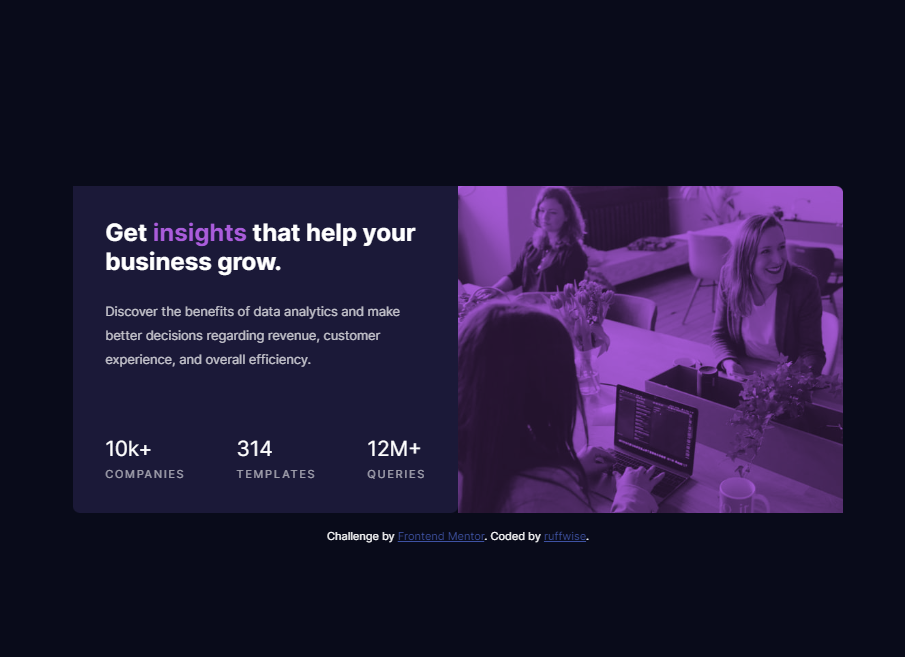 Get insights that help your
business grow.
Discover the benefits of data analytics and make
better decisions regarding revenue, customer
experience, and overall efficiency.
10k+ 314 12M+
COMPANIES TEMPLATES QUERIES
Challenge by Frontend Mentor. Coded by ruffwise.